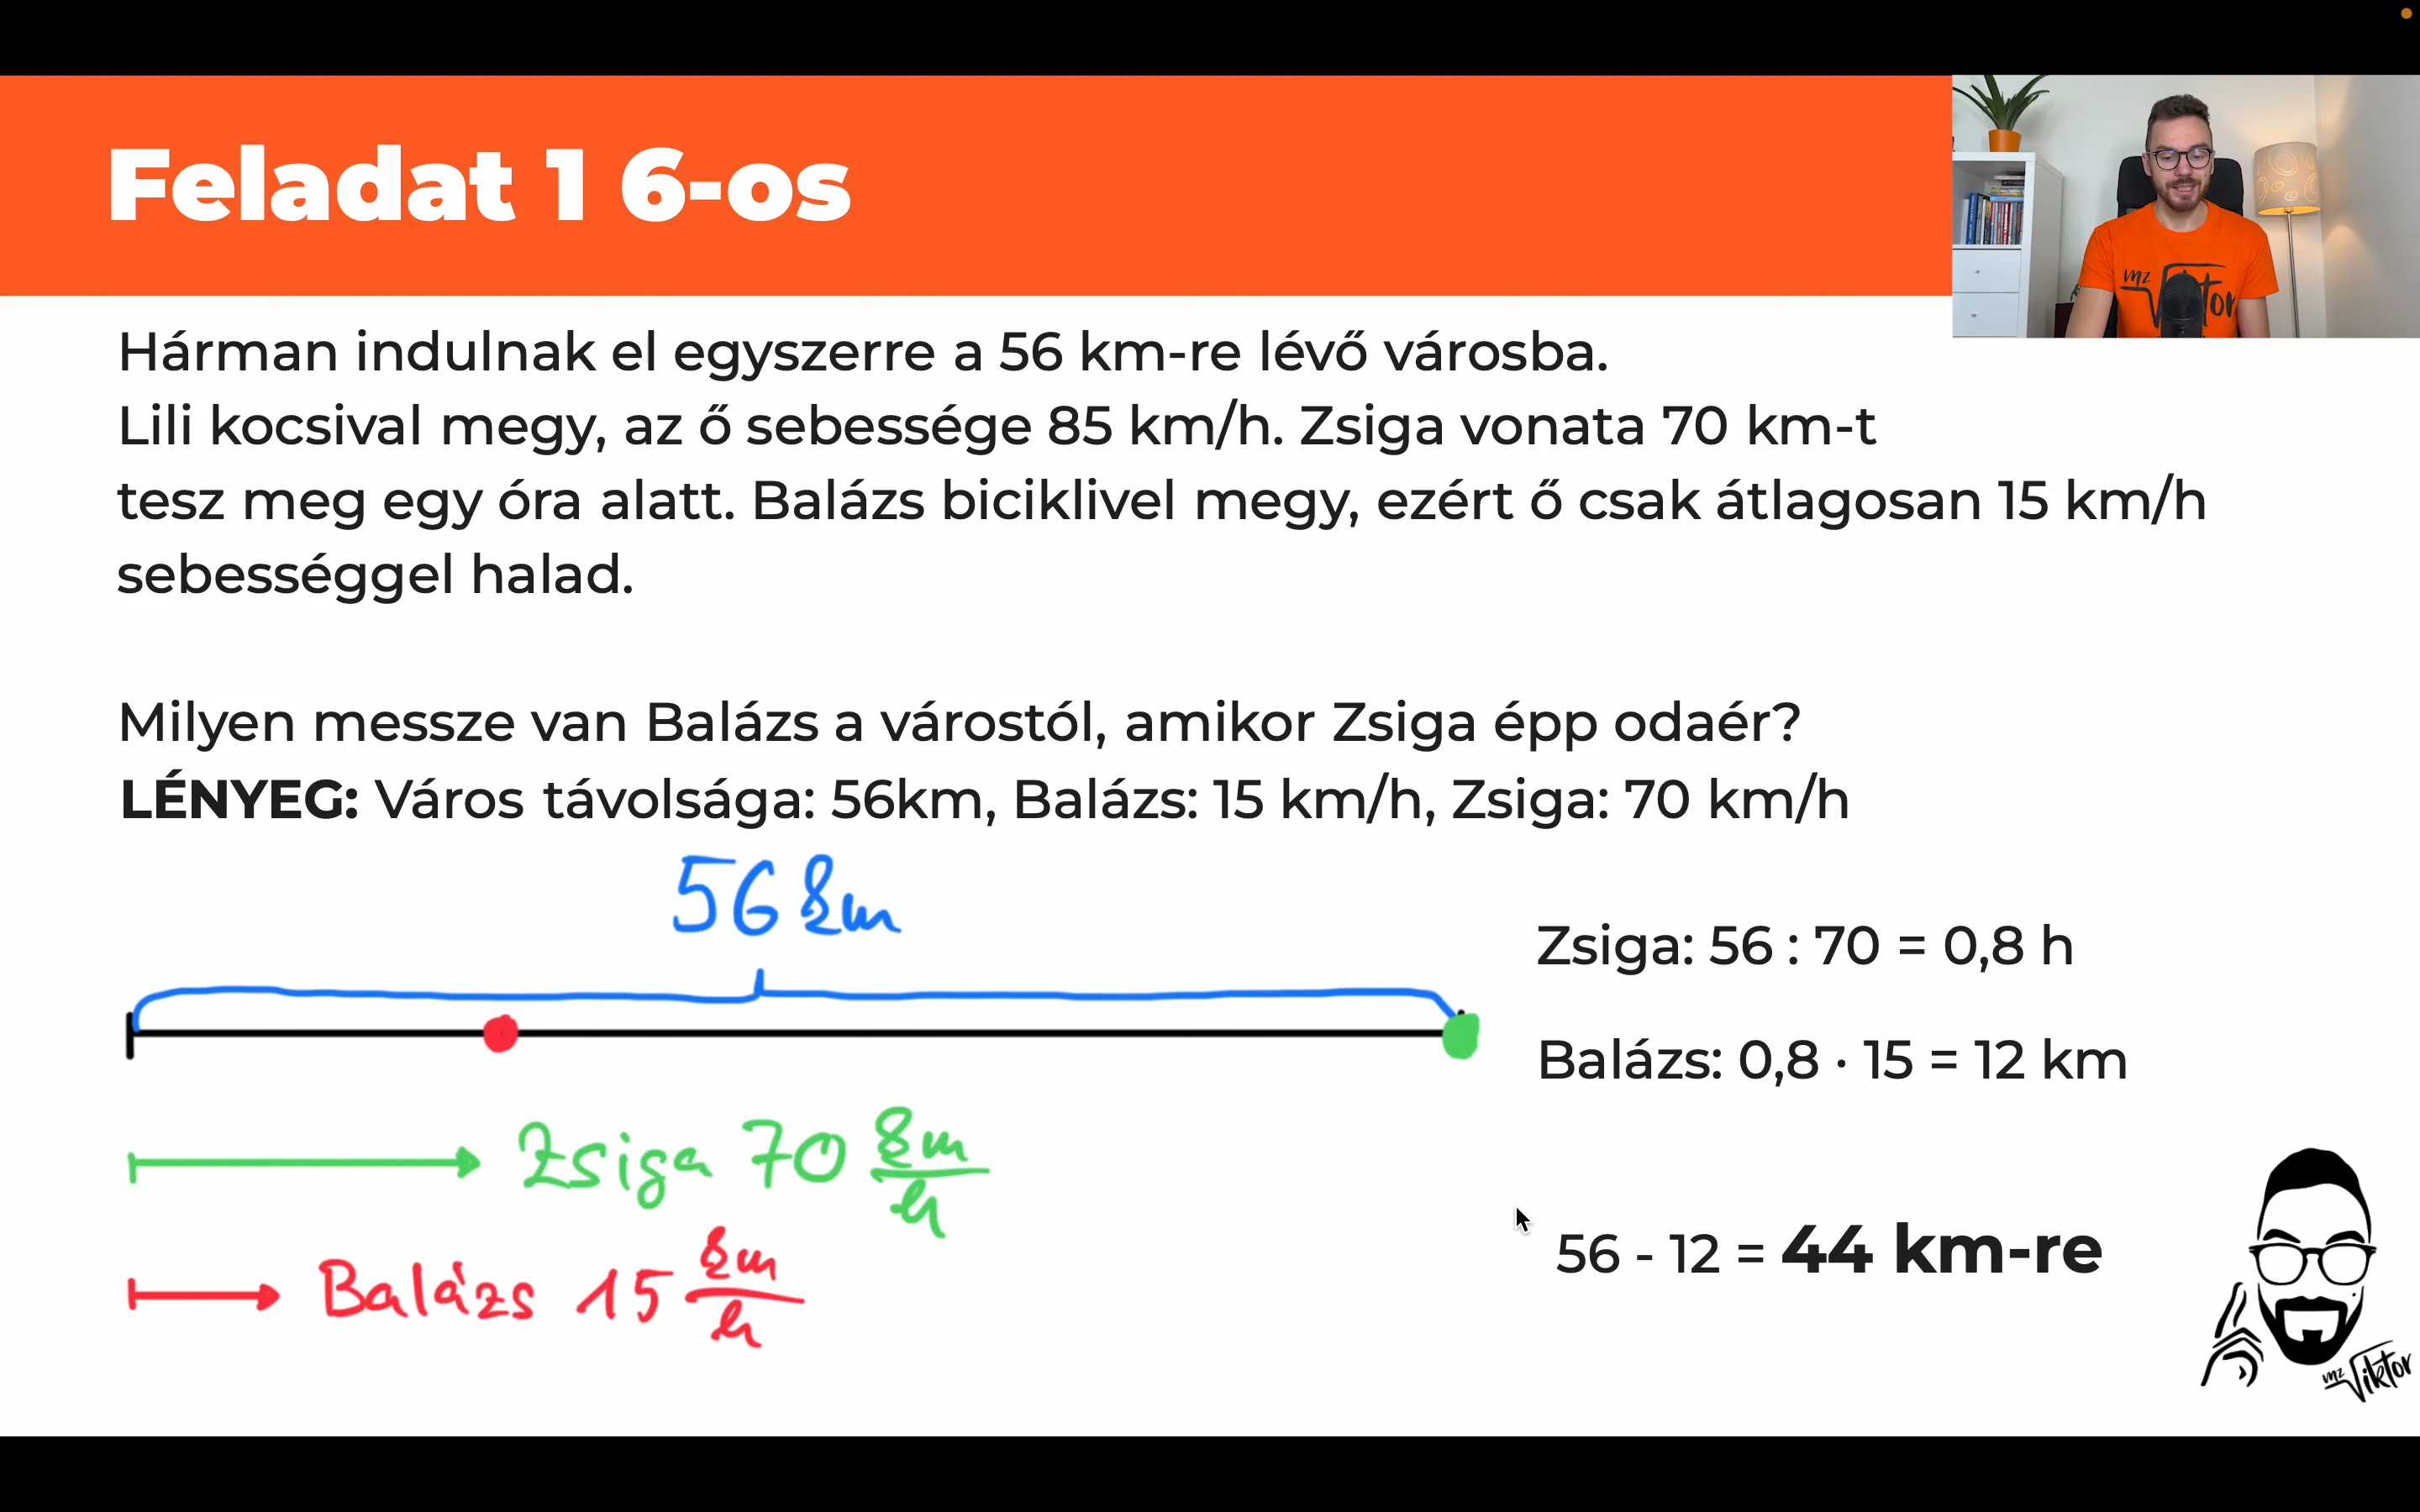 Feladat 1 6-os
Hárman indulnak el egyszerre a 56 km-re lévő városba.
Lili kocsival megy, az ő sebessége 85 km/h. Zsiga vonata 70 km-t
tesz meg egy óra alatt. Balázs biciklivel megy, ezért ő csak átlagosan 15 km/h
sebességgel halad.
Milyen messze van Balázs a várostól, amikor Zsiga épp odaér?
LÉNYEG: Város távolsága: 56km, Balázs: 15 km/h, Zsiga: 70 km/h
56 km
Zsiga: 56 : 70 = 0,8 h
Balázs: 0,8 · 15 = 12 km
Zsiga 70 km/h
Balázs 15 km/h
56 - 12 = 44 km-re
mz Viktor
mz Viktor